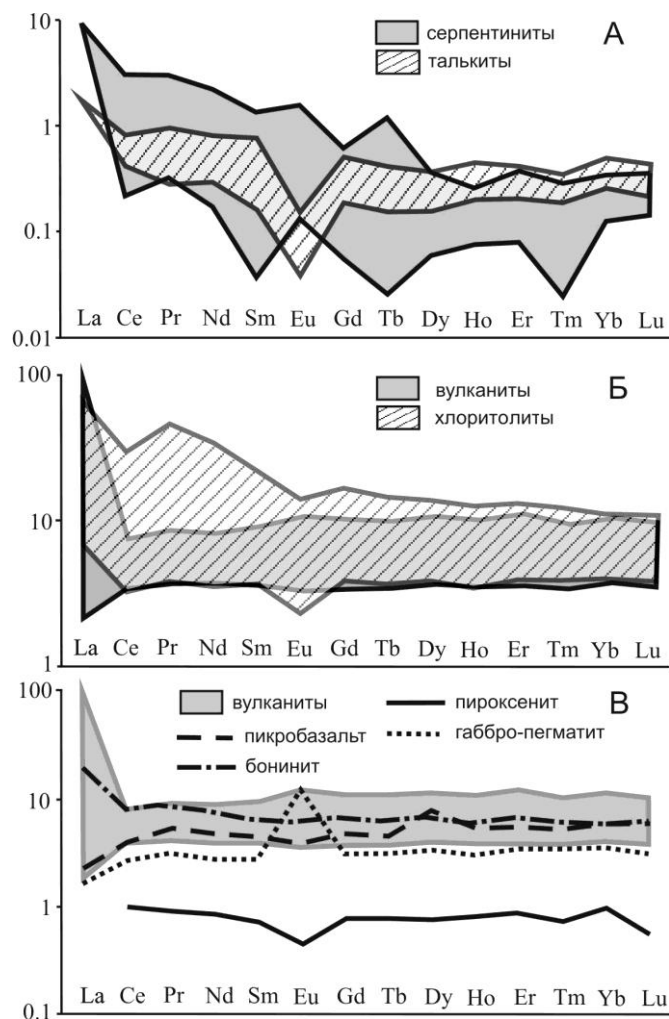 10
серпентиниты
А
талькиты
1
0.1
La Ce Pr Nd Sm Eu Gd Tb Dy Ho Er Tm Yb Lu
0.01
100
вулканиты
Б
хлоритолиты
10
La Ce Pr Nd Sm Eu Gd Tb Dy Ho Er Tm Yb Lu
1
100
вулканиты
пироксенит
В
пикробазальт
габбро-пегматит
бонинит
10
1
La Ce Pr Nd Sm Eu Gd Tb Dy Ho Er Tm Yb Lu
0.1